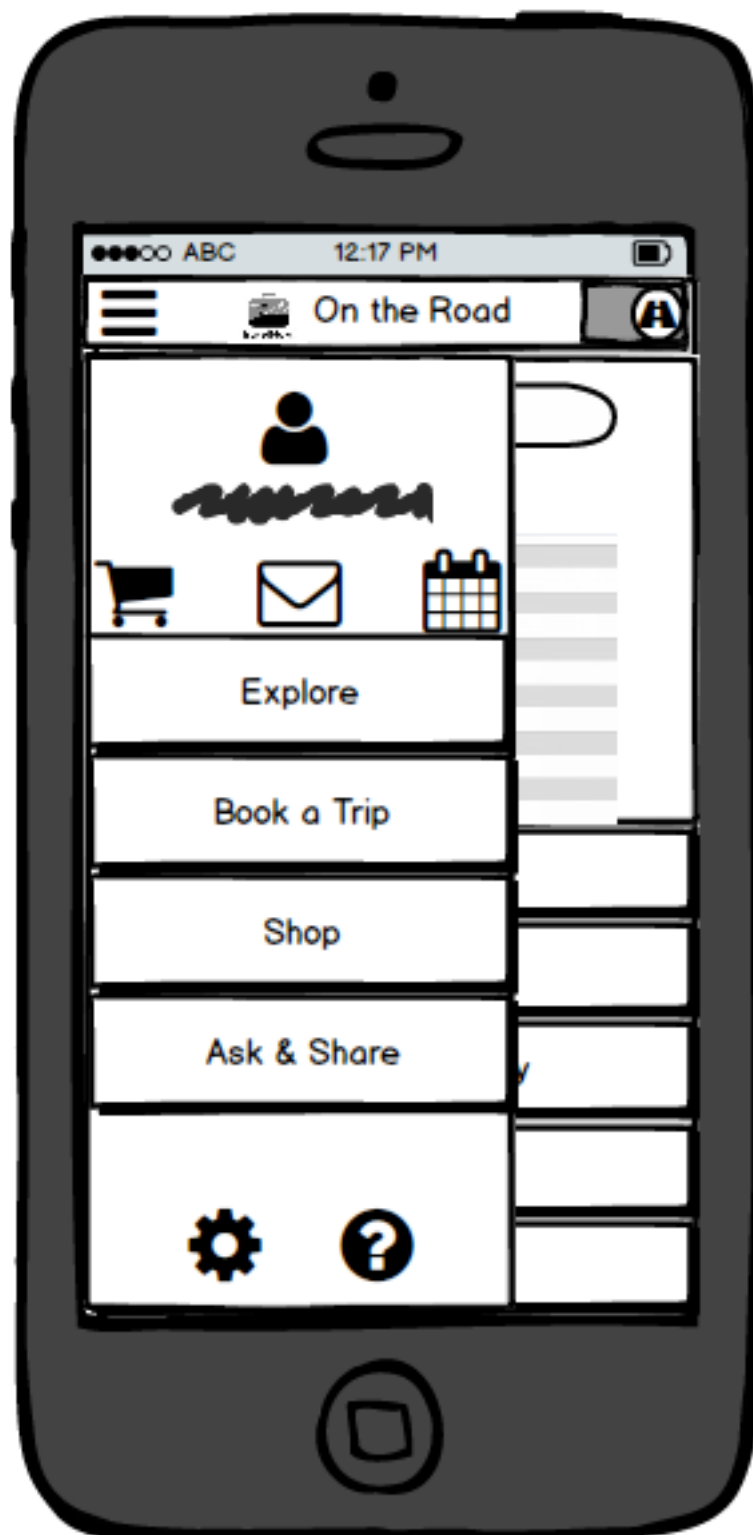 ABC 12:17 PM
On the Road
Explore
Book a Trip
Shop
Ask & Share
y